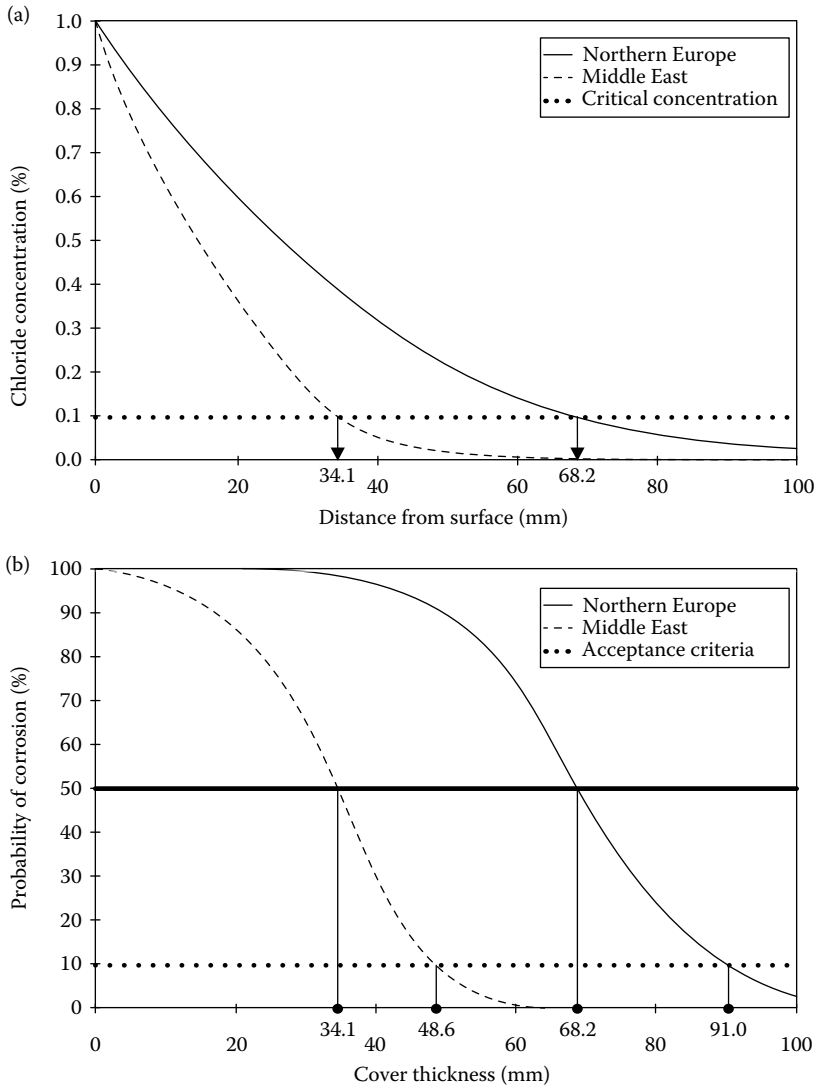 (a)
1.0
0.9
0.8
0.7
0.6
0.5
0.4
0.3
0.2
0.1
0.0
Chloride concentration (%)
Northern Europe
Middle East
Critical concentration
0 20 34.1 40 60 68.2 80 100
Distance from surface (mm)
(b)
100
90
80
70
60
50
40
30
20
10
0
Probability of corrosion (%)
Northern Europe
Middle East
Acceptance criteria
0 20 34.1 40 48.6 60 68.2 80 91.0 100
Cover thickness (mm)